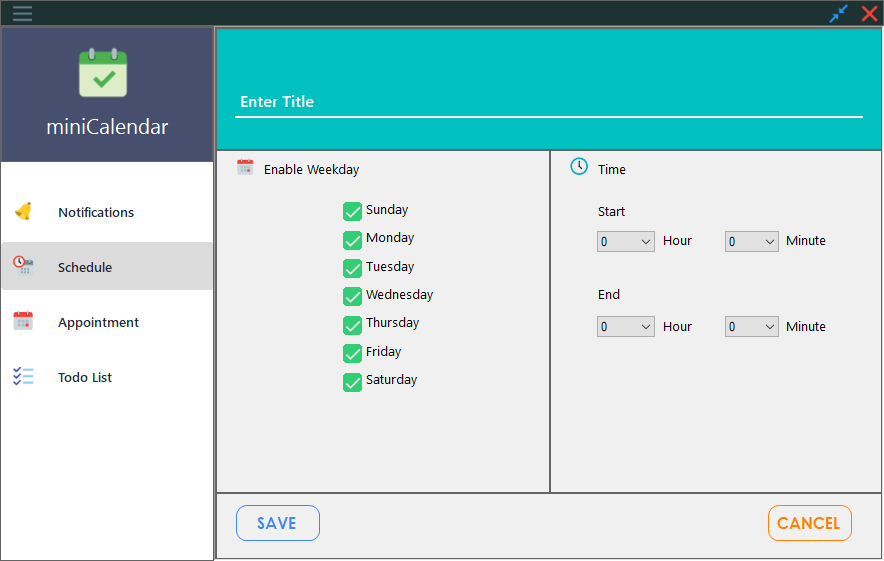 miniCalendar
Notifications
Schedule
Appointment
Todo List
Enter Title
Enable Weekday
Sunday
Monday
Tuesday
Wednesday
Thursday
Friday
Saturday
Time
Start
0 Hour 0 Minute
End
0 Hour 0 Minute
SAVE
CANCEL